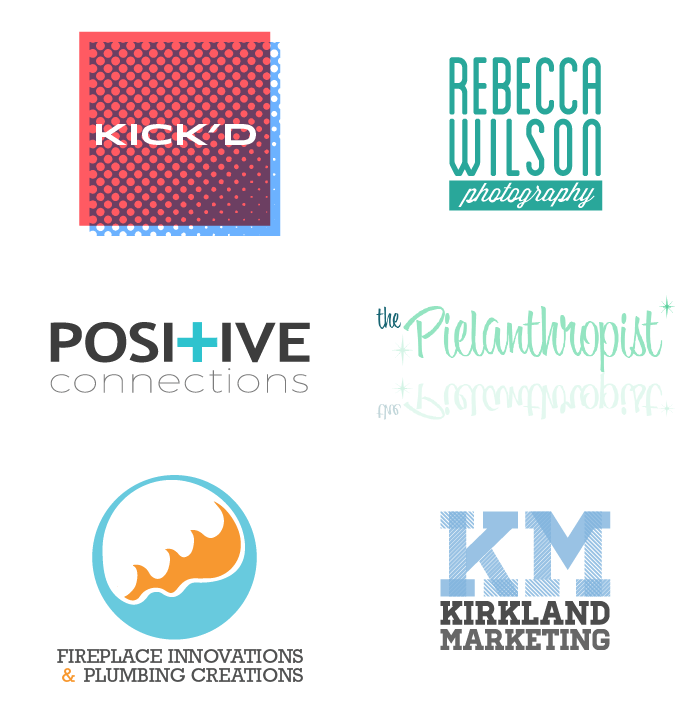 KICK'D
REBECCA
WILSON
photography
POSI+IVE
connections
the Pielanthropist
FIREPLACE INNOVATIONS
& PLUMBING CREATIONS
KM
KIRKLAND
MARKETING